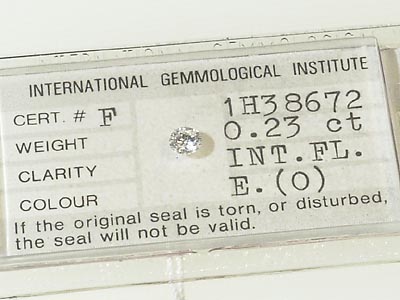 INTERNATIONAL GEMMOLOGICAL INSTITUTE
CERT. # F 1H38672
WEIGHT 0.23 ct
CLARITY INT.FL.
COLOUR E.(O)
If the original seal is torn, or disturbed,
the seal will not be valid.